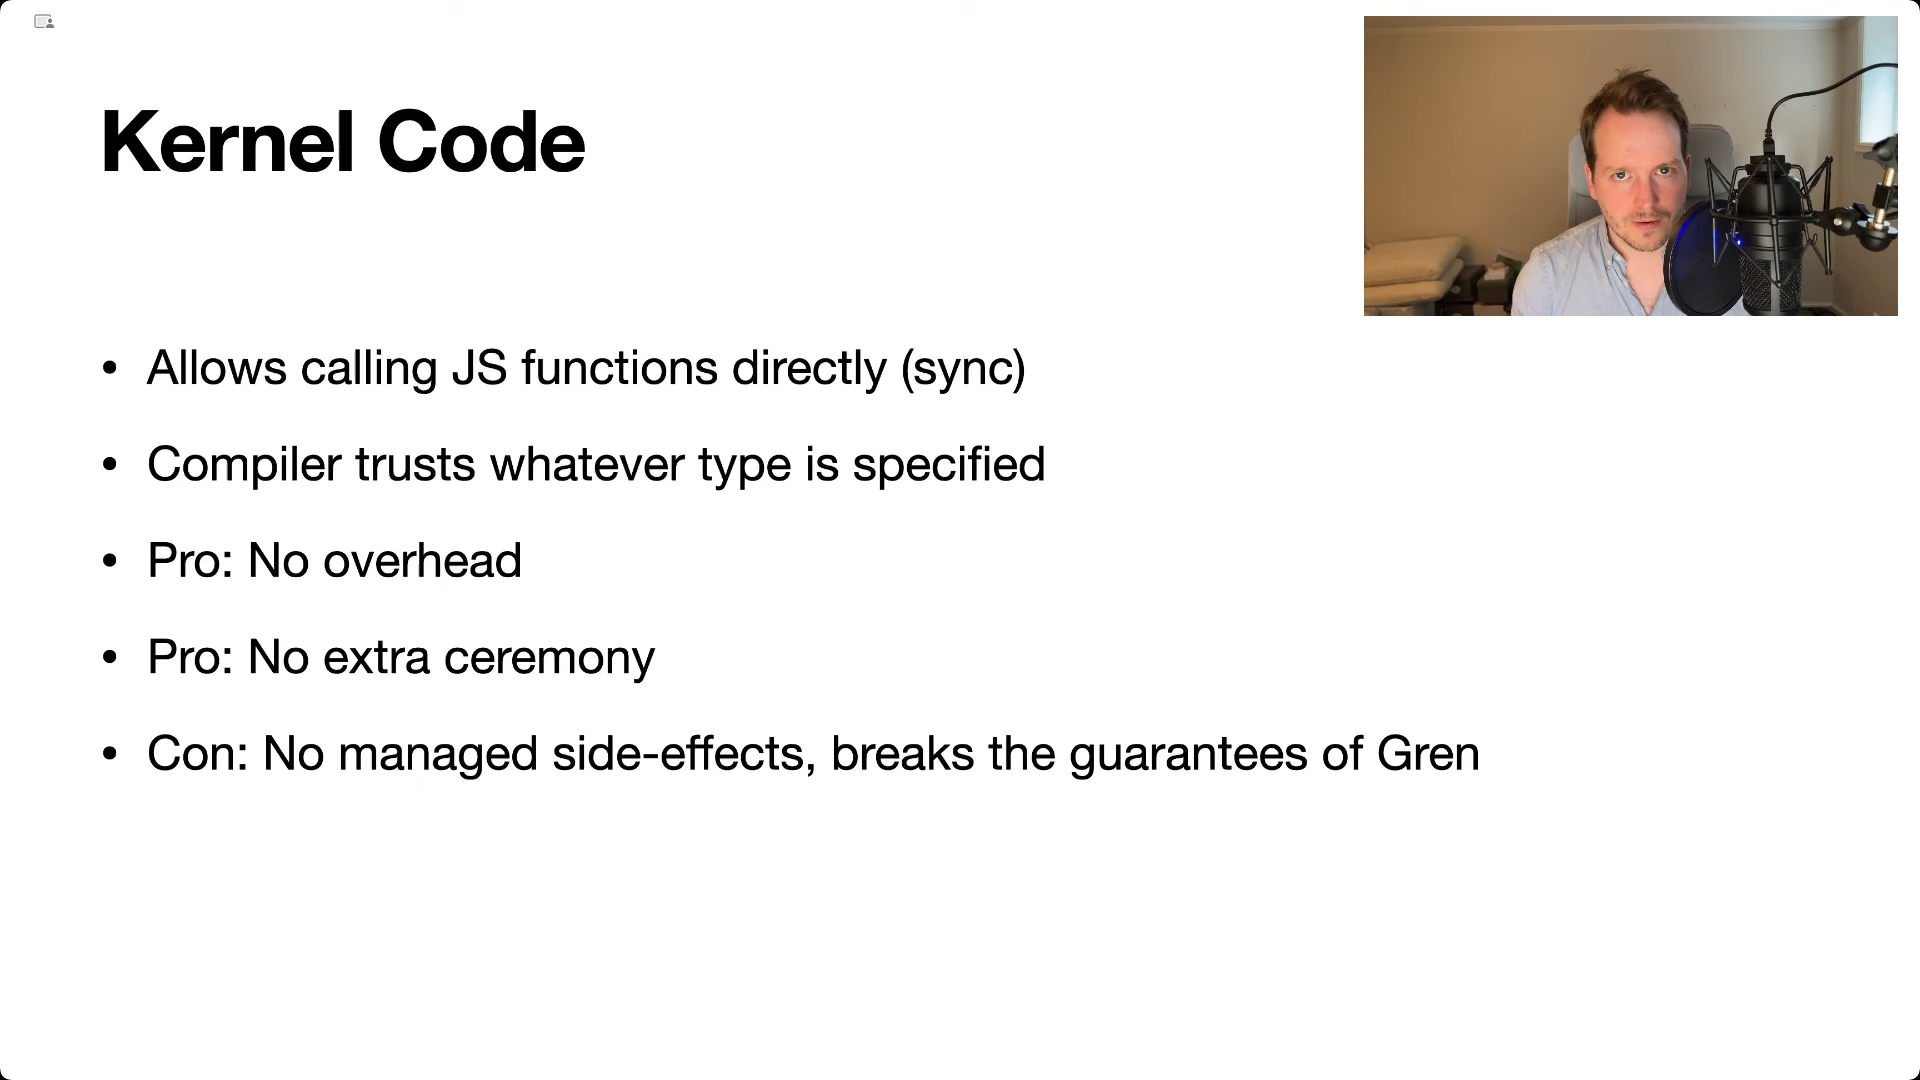 Kernel Code
• Allows calling JS functions directly (sync)
• Compiler trusts whatever type is specified
• Pro: No overhead
• Pro: No extra ceremony
• Con: No managed side-effects, breaks the guarantees of Gren